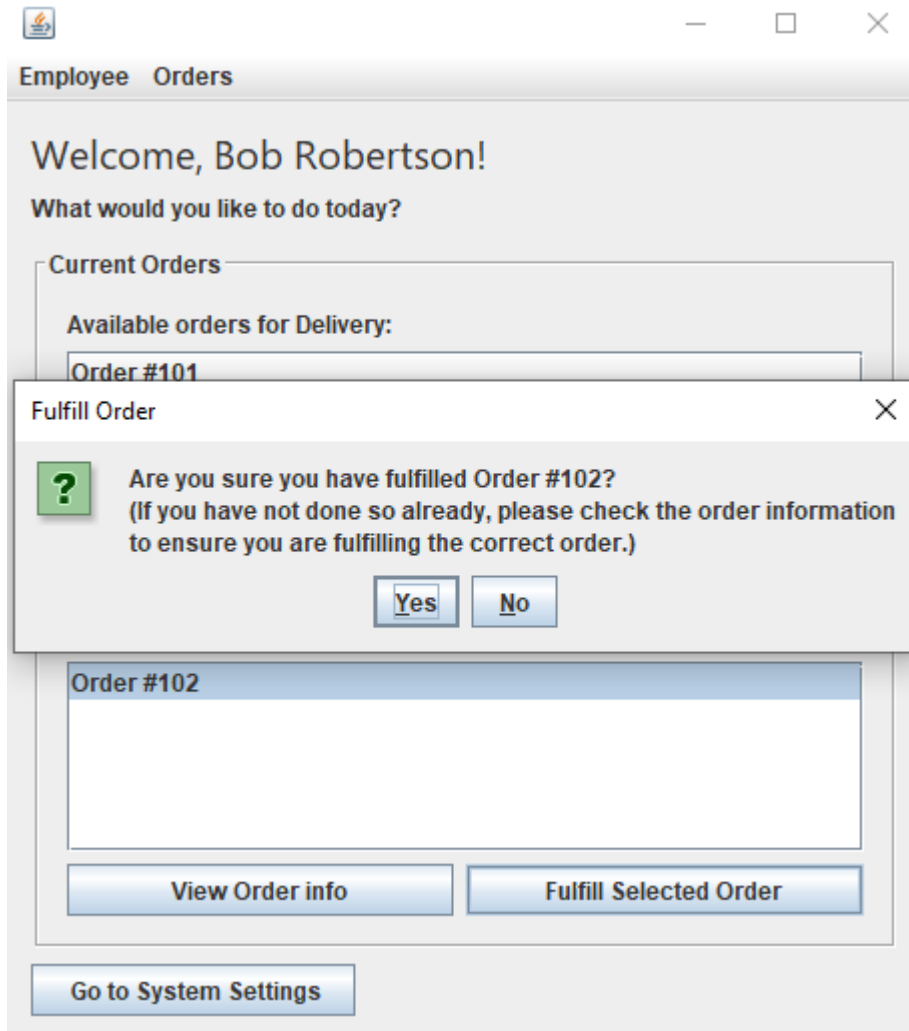 Employee Orders
Welcome, Bob Robertson!
What would you like to do today?
Current Orders
Available orders for Delivery:
Order #101
Fulfill Order
?
Are you sure you have fulfilled Order #102?
(If you have not done so already, please check the order information
to ensure you are fulfilling the correct order.)
Yes No
Order #102
View Order info Fulfill Selected Order
Go to System Settings